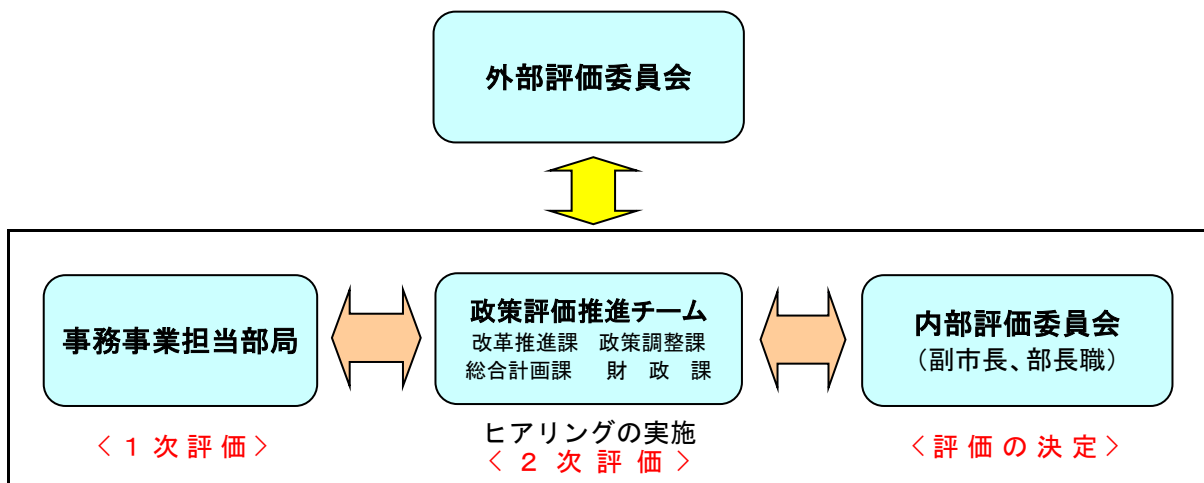 外部評価委員会
事務事業担当部局
<1次評価>
政策評価推進チーム
改革推進課 政策調整課
総合計画課 財政課
ヒアリングの実施
<2次評価>
内部評価委員会
(副市長、部長職)
<評価の決定>